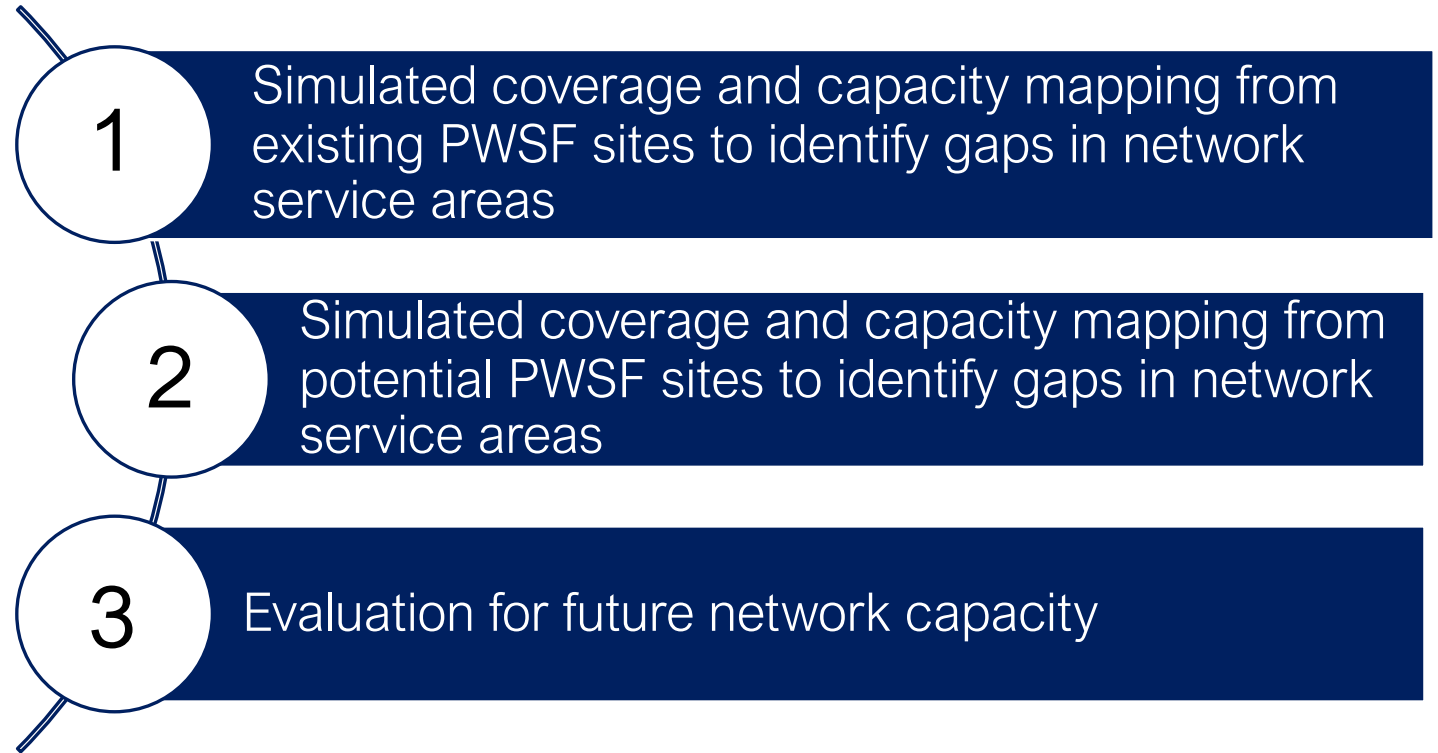 1
Simulated coverage and capacity mapping from
existing PWSF sites to identify gaps in network
service areas
2
Simulated coverage and capacity mapping from
potential PWSF sites to identify gaps in network
service areas
3
Evaluation for future network capacity